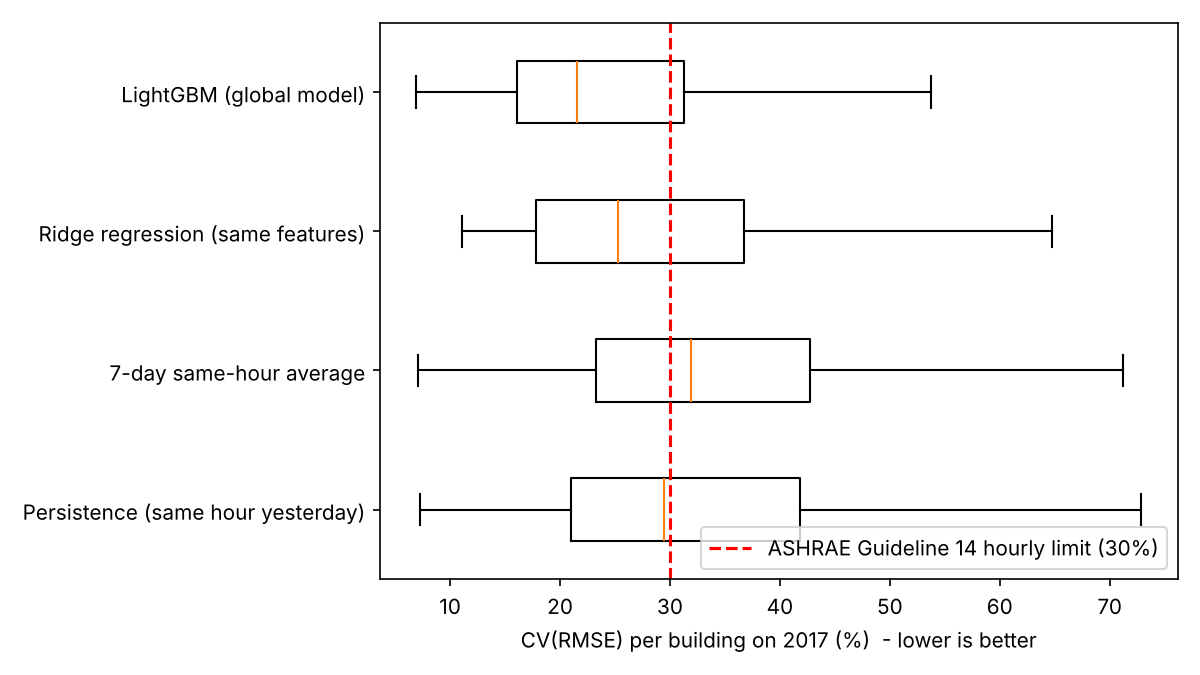 LightGBM (global model)
Ridge regression (same features)
7-day same-hour average
Persistence (same hour yesterday)
ASHRAE Guideline 14 hourly limit (30%)
10 20 30 40 50 60 70
CV(RMSE) per building on 2017 (%)  - lower is better